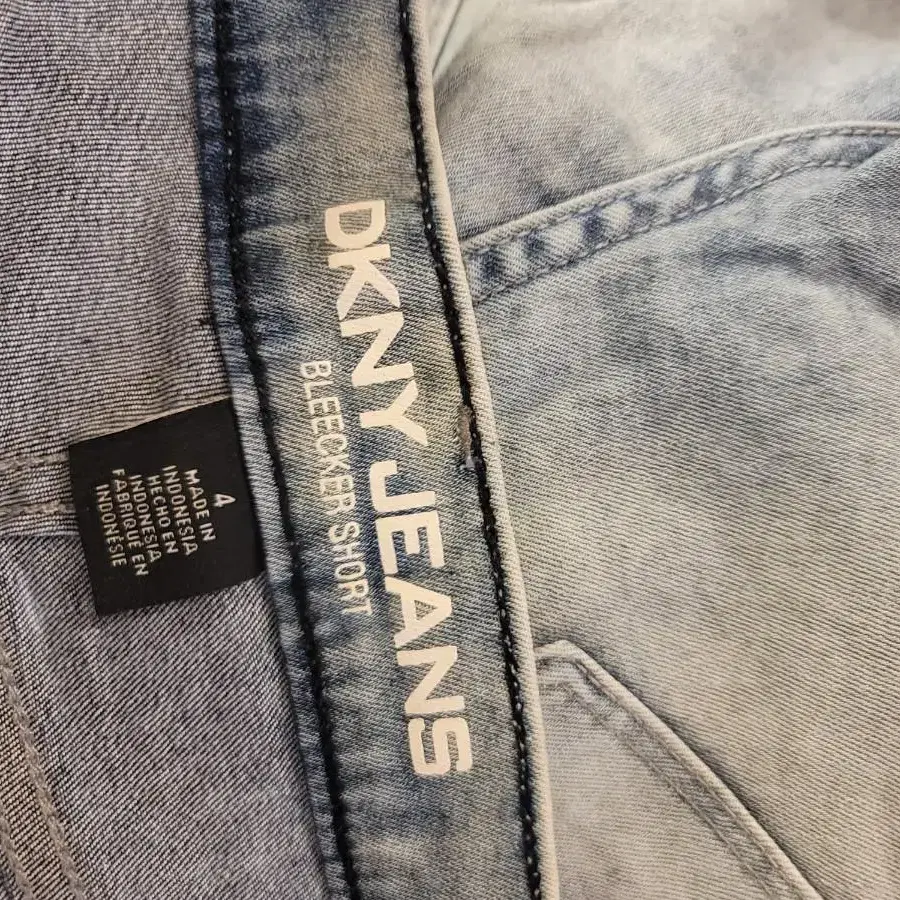 DKNY JEANS
BLEECKER SHORT
4
MADE IN
INDONESIA
HECHO EN
INDONESIA
FABRIQUE EN
INDONÉSIE